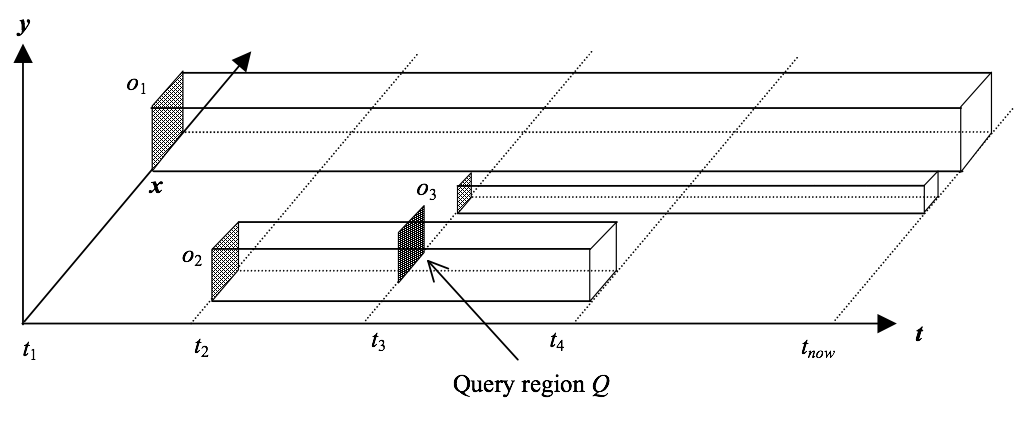 y
o1
x
o3
o2
t1 t2 t3 t4 tnow t
Query region Q